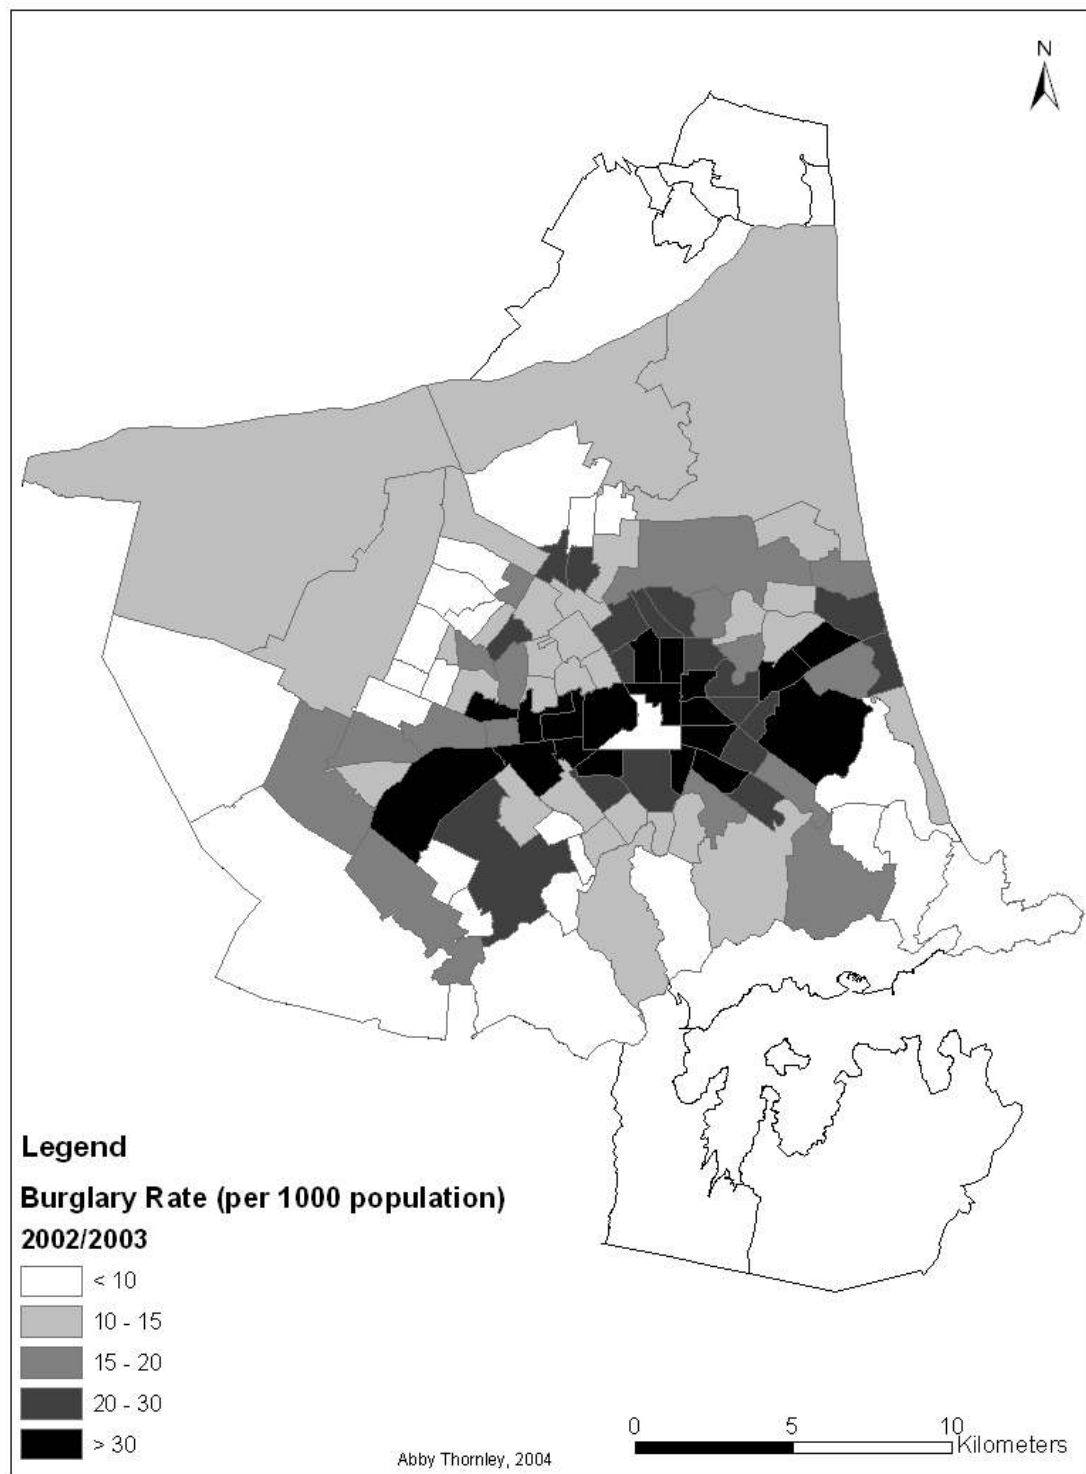 N
Legend
Burglary Rate (per 1000 population)
2002/2003
< 10
10 - 15
15 - 20
20 - 30
> 30
Abby Thornley, 2004
0 5 10
Kilometers